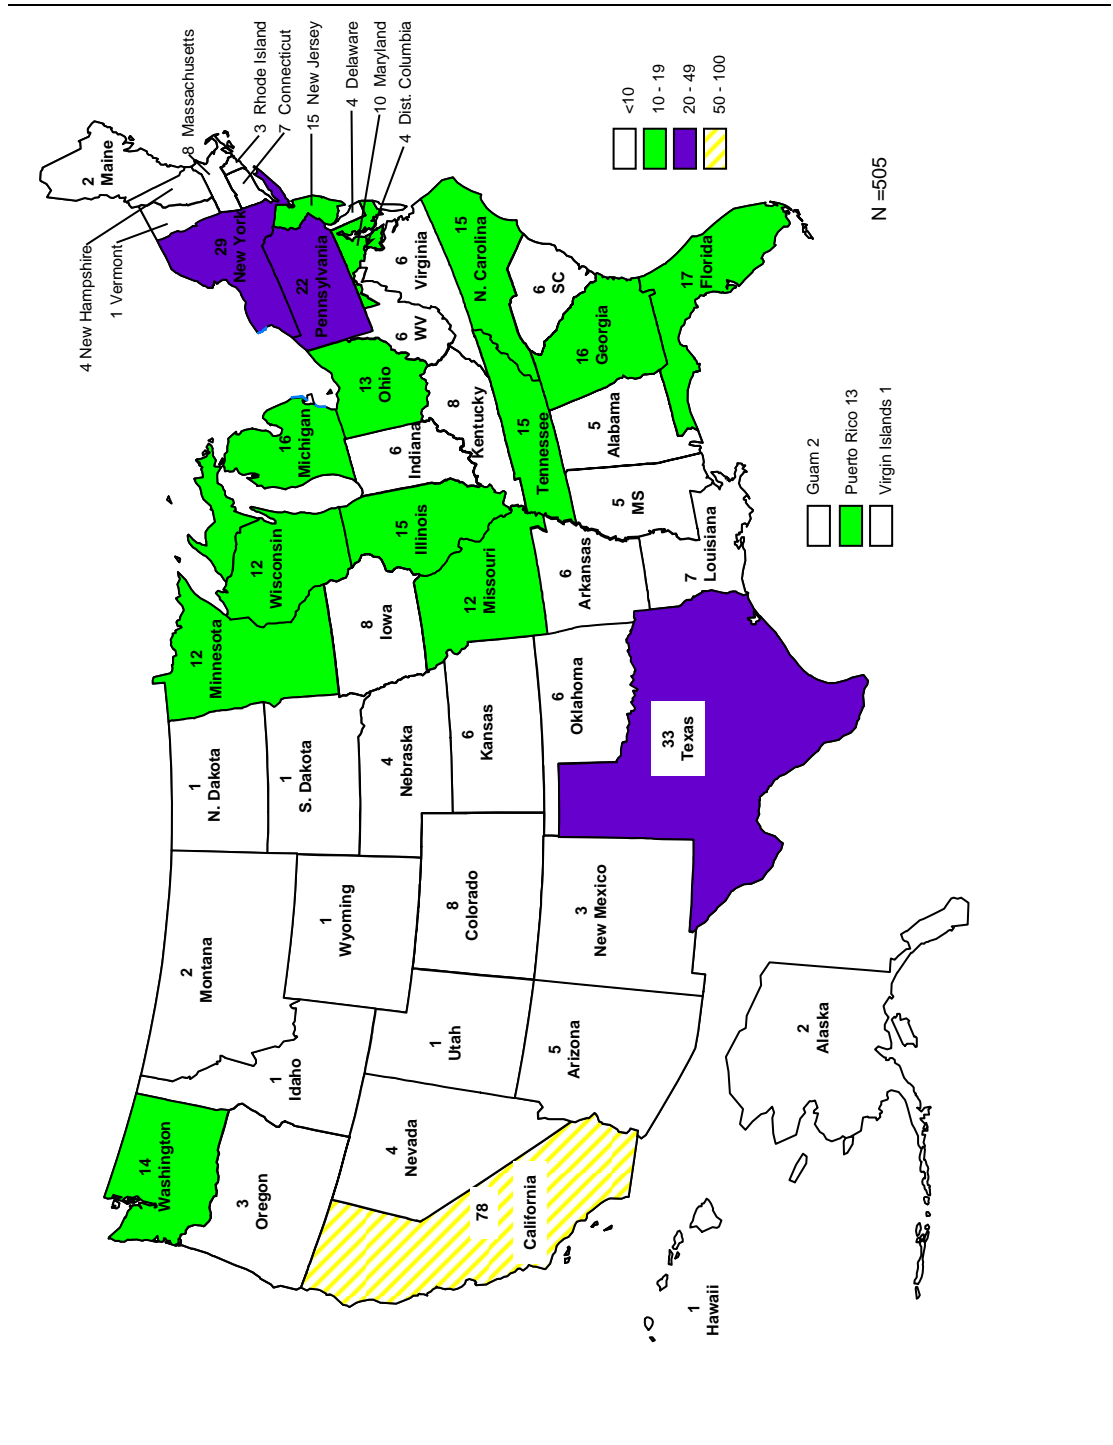 2
Maine
8 Massachusetts
3 Rhode Island
7 Connecticut
15 New Jersey
4 Delaware
10 Maryland
4 Dist. Columbia
4 New Hampshire
1 Vermont
29
New York
22
Pennsylvania
6
Virginia
6
WV
15
N. Carolina
6
SC
16
Georgia
17
Florida
13
Ohio
16
Michigan
6
Indiana
8
Kentucky
15
Tennessee
5
Alabama
5
MS
15
Illinois
12
Wisconsin
12
Minnesota
8
Iowa
12
Missouri
6
Arkansas
7
Louisiana
1
N. Dakota
1
S. Dakota
4
Nebraska
6
Kansas
6
Oklahoma
33
Texas
2
Montana
1
Wyoming
8
Colorado
3
New Mexico
1
Idaho
1
Utah
5
Arizona
14
Washington
3
Oregon
4
Nevada
78
California
2
Alaska
1
Hawaii
<10
10 - 19
20 - 49
50 - 100
N =505
Guam 2
Puerto Rico 13
Virgin Islands 1